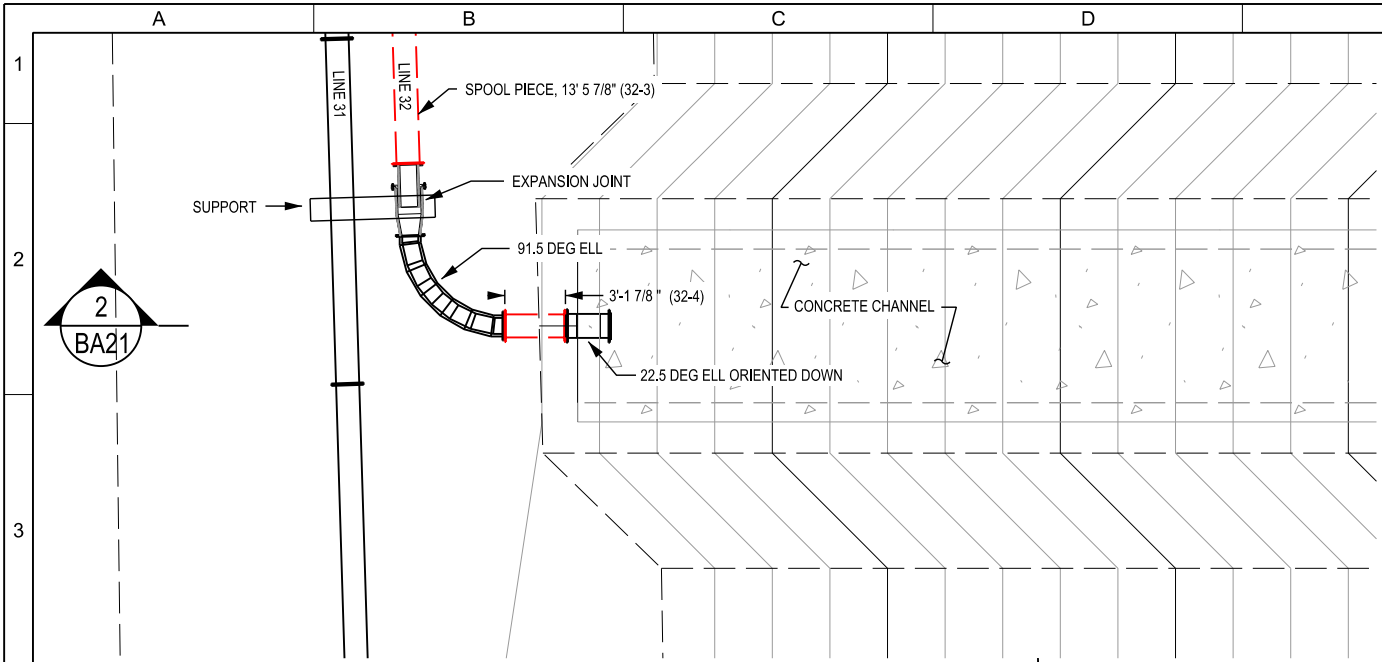 A
B
C
D
1
LINE 31
LINE 32
SPOOL PIECE, 13' 5 7/8" (32-3)
EXPANSION JOINT
SUPPORT
2
91.5 DEG ELL
3'-1 7/8 " (32-4)
CONCRETE CHANNEL
2
BA21
22.5 DEG ELL ORIENTED DOWN
3